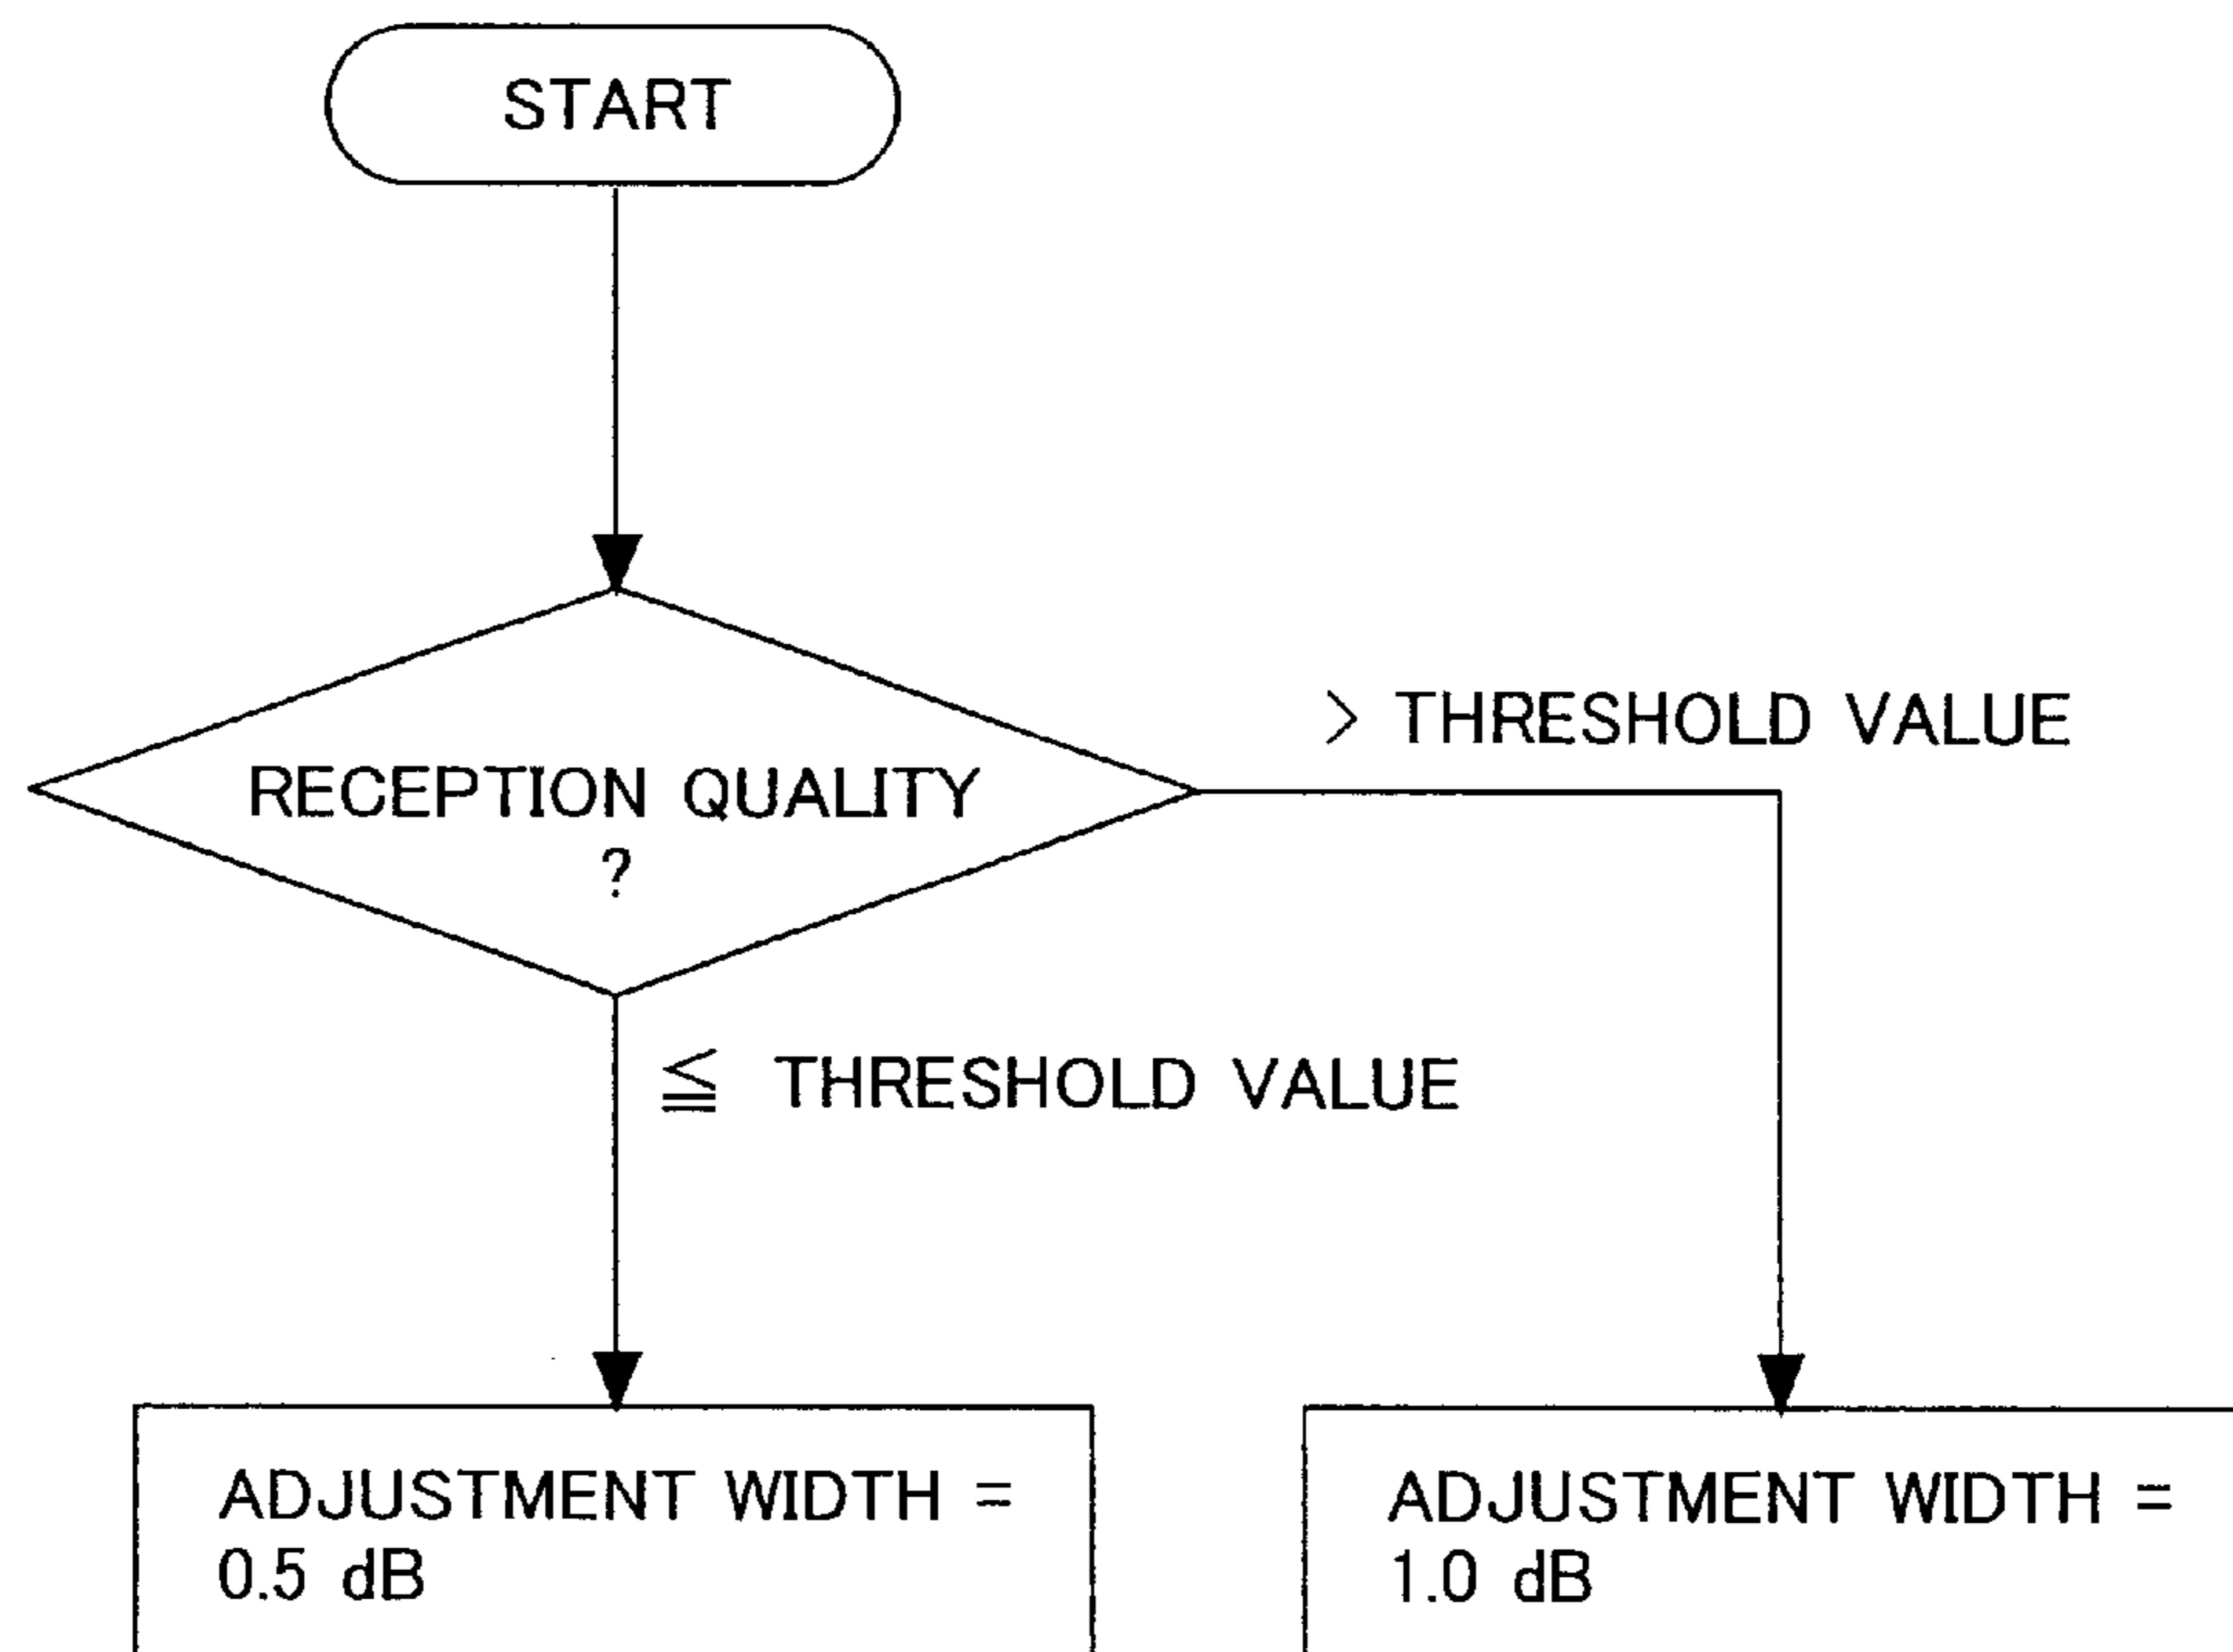 START
> THRESHOLD VALUE
RECEPTION QUALITY
?
≦ THRESHOLD VALUE
ADJUSTMENT WIDTH =
0.5 dB
ADJUSTMENT WIDTH =
1.0 dB